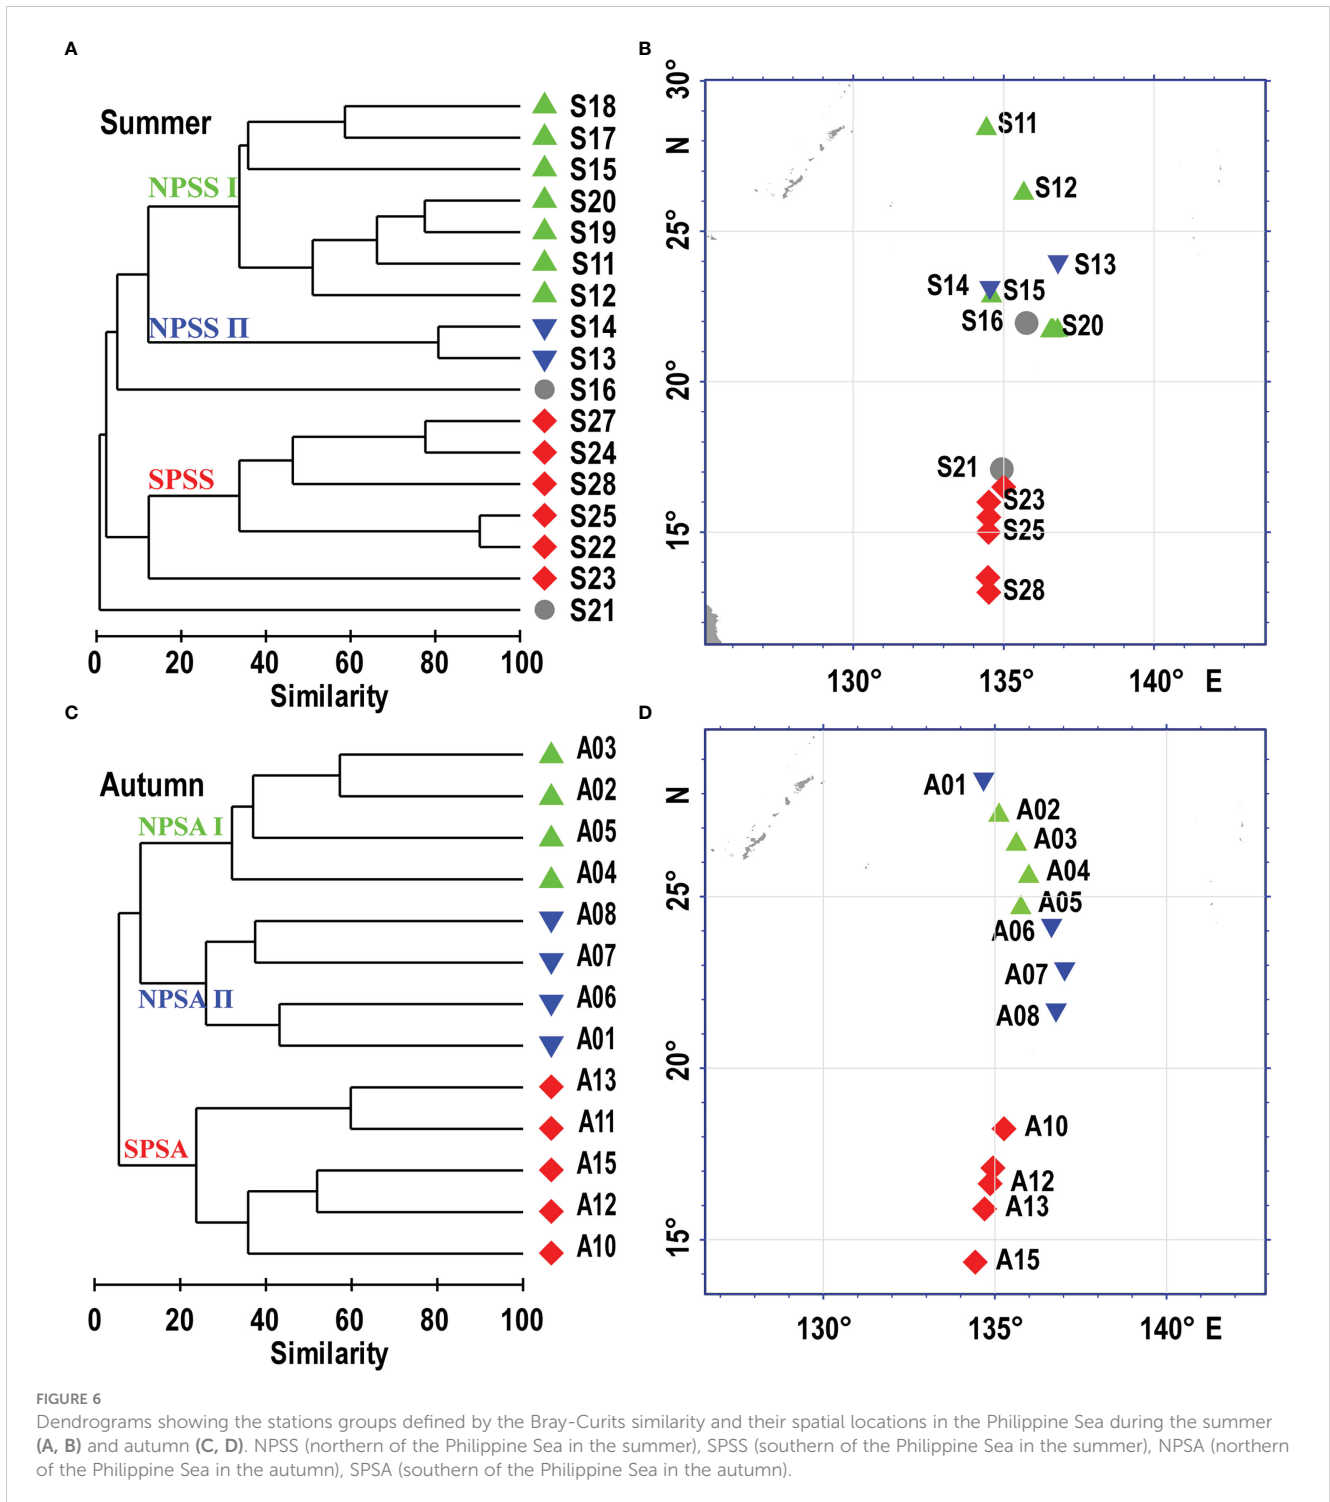 A
Summer
NPSS I
NPSS II
SPSS
S18
S17
S15
S20
S19
S11
S12
S14
S13
S16
S27
S24
S28
S25
S22
S23
S21
0 20 40 60 80 100
Similarity
B
30°
N
25°
20°
15°
S11
S12
S13
S14 S15
S16 S20
S21
S23
S25
S28
130° 135° 140° E
C
Autumn
NPSA I
NPSA II
SPSA
A03
A02
A05
A04
A08
A07
A06
A01
A13
A11
A15
A12
A10
0 20 40 60 80 100
Similarity
D
N
25°
20°
15°
A01
A02
A03
A04
A05
A06
A07
A08
A10
A12
A13
A15
130° 135° 140° E
FIGURE 6
Dendrograms showing the stations groups defined by the Bray-Curits similarity and their spatial locations in the Philippine Sea during the summer
(A, B) and autumn (C, D). NPSS (northern of the Philippine Sea in the summer), SPSS (southern of the Philippine Sea in the summer), NPSA (northern
of the Philippine Sea in the autumn), SPSA (southern of the Philippine Sea in the autumn).